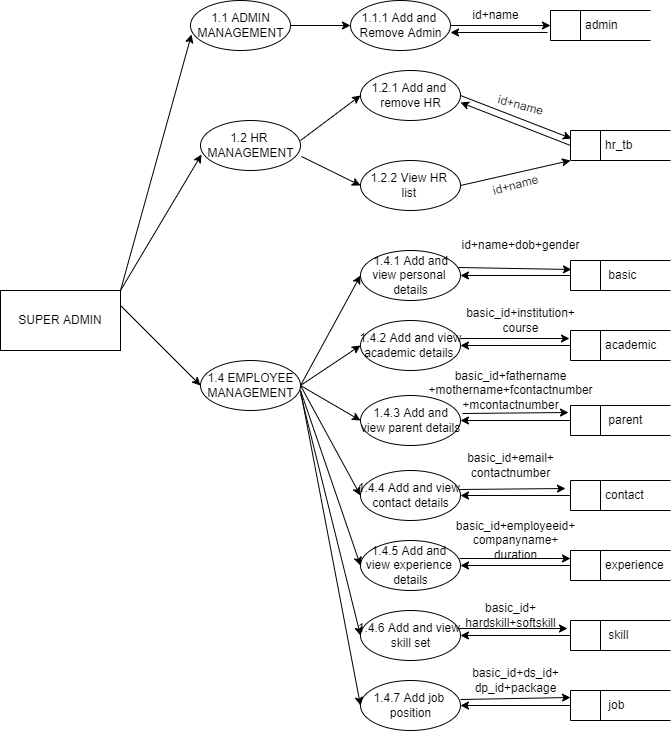 1.1 ADMIN
MANAGEMENT
1.1.1 Add and
Remove Admin
id+name
admin
1.2.1 Add and
remove HR
id+name
1.2 HR
MANAGEMENT
hr_tb
1.2.2 View HR
list
id+name
SUPER ADMIN
1.4 EMPLOYEE
MANAGEMENT
1.4.1 Add and
view personal
details
id+name+dob+gender
basic
1.4.2 Add and view
academic details
basic_id+institution+
course
academic
1.4.3 Add and
view parent details
basic_id+fathername
+mothername+fcontactnumber
+mcontactnumber
parent
1.4.4 Add and view
contact details
basic_id+email+
contactnumber
contact
1.4.5 Add and
view experience
details
basic_id+employeeid+
companyname+
duration
experience
1.4.6 Add and view
skill set
basic_id+
hardskill+softskill
skill
1.4.7 Add job
position
basic_id+ds_id+
dp_id+package
job